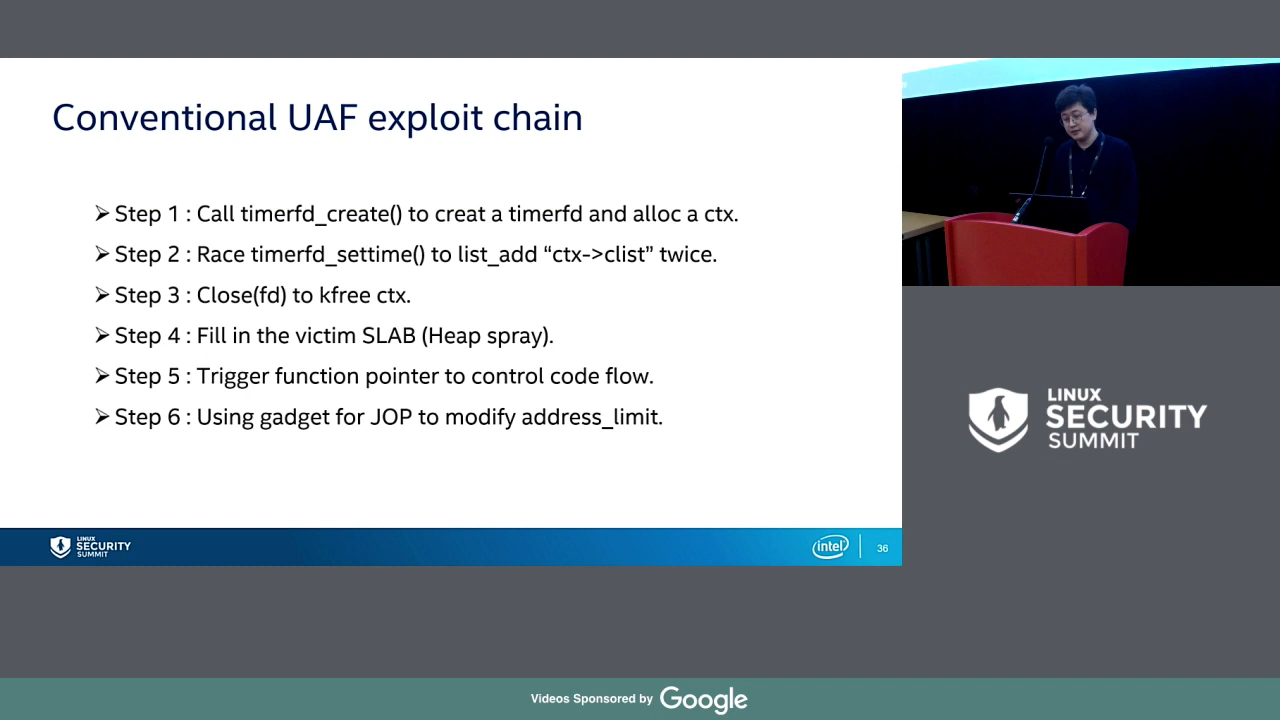 Conventional UAF exploit chain
➢ Step 1 : Call timerfd_create() to creat a timerfd and alloc a ctx.
➢ Step 2 : Race timerfd_settime() to list_add “ctx->clist” twice.
➢ Step 3 : Close(fd) to kfree ctx.
➢ Step 4 : Fill in the victim SLAB (Heap spray).
➢ Step 5 : Trigger function pointer to control code flow.
➢ Step 6 : Using gadget for JOP to modify address_limit.
LINUX
SECURITY
SUMMIT
intel
36
LINUX
SECURITY
SUMMIT
Videos Sponsored by Google